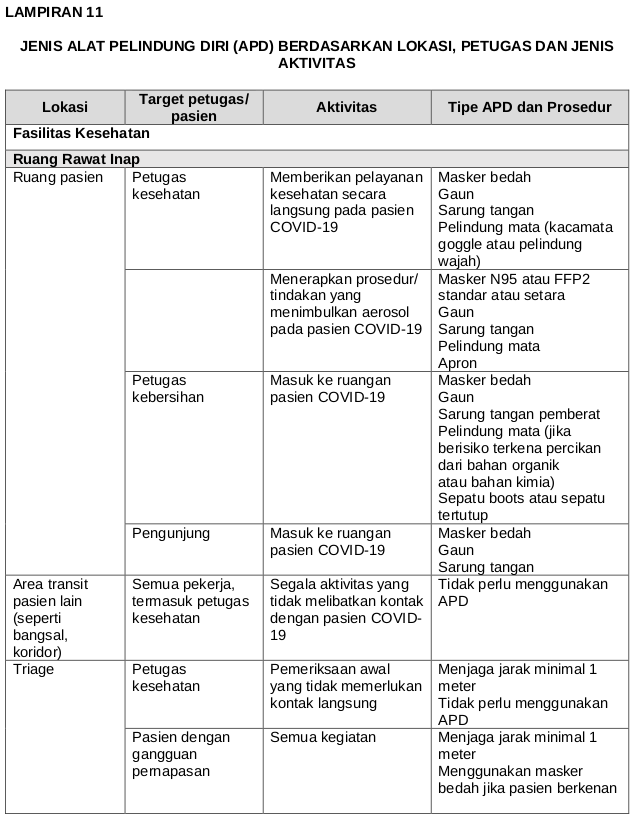 LAMPIRAN 11
JENIS ALAT PELINDUNG DIRI (APD) BERDASARKAN LOKASI, PETUGAS DAN JENIS
AKTIVITAS
Lokasi
Target petugas/
pasien
Aktivitas
Tipe APD dan Prosedur
Fasilitas Kesehatan
Ruang Rawat Inap
Ruang pasien
Petugas
kesehatan
Memberikan pelayanan
kesehatan secara
langsung pada pasien
COVID-19
Masker bedah
Gaun
Sarung tangan
Pelindung mata (kacamata
goggle atau pelindung
wajah)
Menerapkan prosedur/
tindakan yang
menimbulkan aerosol
pada pasien COVID-19
Masker N95 atau FFP2
standar atau setara
Gaun
Sarung tangan
Pelindung mata
Apron
Petugas
kebersihan
Masuk ke ruangan
pasien COVID-19
Masker bedah
Gaun
Sarung tangan pemberat
Pelindung mata (jika
berisiko terkena percikan
dari bahan organik
atau bahan kimia)
Sepatu boots atau sepatu
tertutup
Pengunjung
Masuk ke ruangan
pasien COVID-19
Masker bedah
Gaun
Sarung tangan
Area transit
pasien lain
(seperti
bangsal,
koridor)
Semua pekerja,
termasuk petugas
kesehatan
Segala aktivitas yang
tidak melibatkan kontak
dengan pasien COVID-
19
Tidak perlu menggunakan
APD
Triage
Petugas
kesehatan
Pemeriksaan awal
yang tidak memerlukan
kontak langsung
Menjaga jarak minimal 1
meter
Tidak perlu menggunakan
APD
Pasien dengan
gangguan
pernapasan
Semua kegiatan
Menjaga jarak minimal 1
meter
Menggunakan masker
bedah jika pasien berkenan